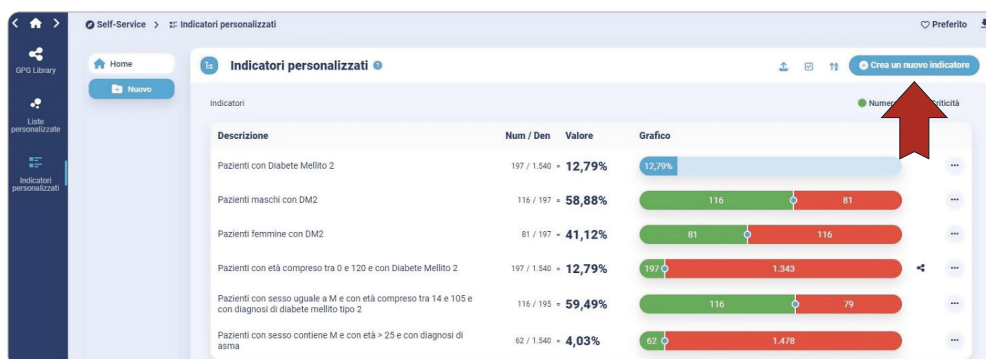 Self-Service > Indicatori personalizzati
Preferito
GPG Library
Liste
personalizzate
Indicatori
personalizzati
Home
Nuovo
Indicatori personalizzati ?
Crea un nuovo indicatore
Indicatori
Descrizione Num / Den Valore Grafico
Pazienti con Diabete Mellito 2 197 / 1.540 = 12,79% 12,79%
Pazienti maschi con DM2 116 / 197 = 58,88% 116 81
Pazienti femmine con DM2 81 / 197 = 41,12% 81 116
Pazienti con età compreso tra 0 e 120 e con Diabete Mellito 2 197 / 1.540 = 12,79% 197 1.343
Pazienti con sesso uguale a M e con età compreso tra 14 e 105 e
con diagnosi di diabete mellito tipo 2 116 / 195 = 59,49% 116 79
Pazienti con sesso contiene M e con età > 25 e con diagnosi di
asma 62 / 1.540 = 4,03% 62 1.478